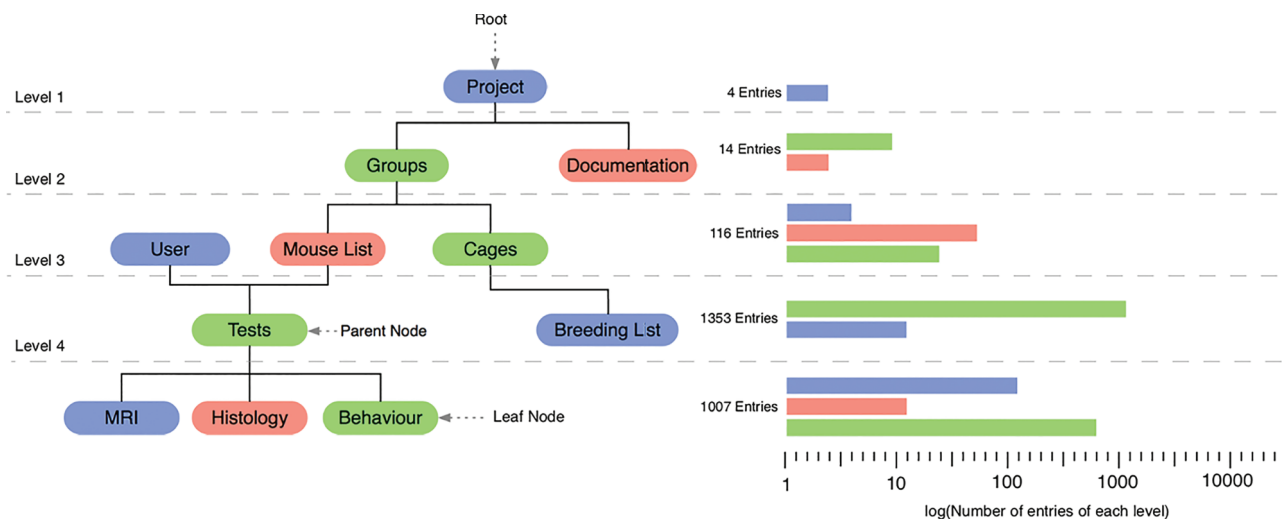 Root
Project
Level 1
4 Entries
Groups
Documentation
14 Entries
Level 2
User
Mouse List
Cages
116 Entries
Level 3
Tests
Parent Node
Breeding List
1353 Entries
Level 4
MRI
Histology
Behaviour
Leaf Node
1007 Entries
1 10 100 1000 10000
log(Number of entries of each level)